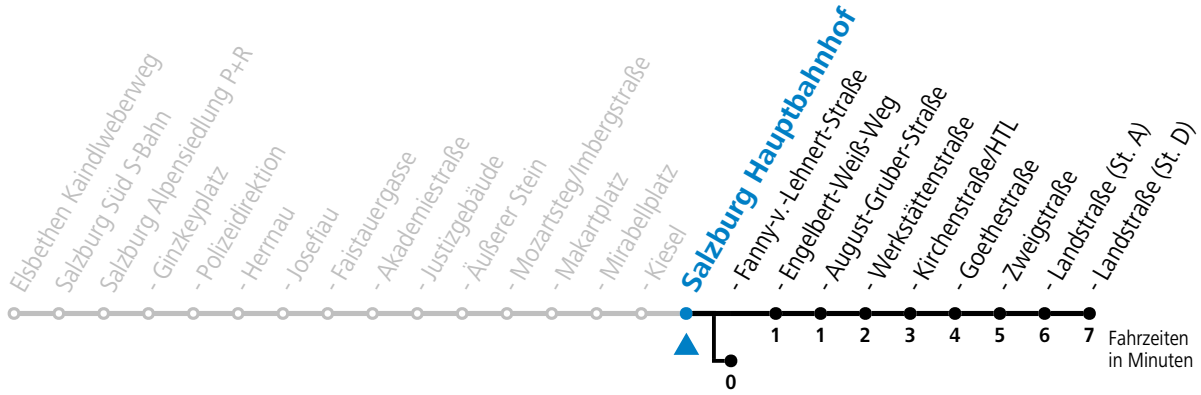 Elsbethen Kaindlweberweg
Salzburg Süd S-Bahn
Salzburg Alpensiedlung P+R
- Ginzkeyplatz
- Polizeidirektion
- Herrnau
- Josefiau
- Faistauergasse
- Akademiestraße
- Justizgebäude
- Äußerer Stein
- Mozartsteg/Imbergstraße
- Makartplatz
- Mirabellplatz
- Kiesel
Salzburg Hauptbahnhof
- Fanny-v.-Lehnert-Straße
- Engelbert-Weiß-Weg
- August-Gruber-Straße
- Werkstättenstraße
- Kirchenstraße/HTL
- Goethestraße
- Zweigstraße
- Landstraße (St. A)
- Landstraße (St. D)
0
1
1
2
3
4
5
6
7
Fahrzeiten
in Minuten